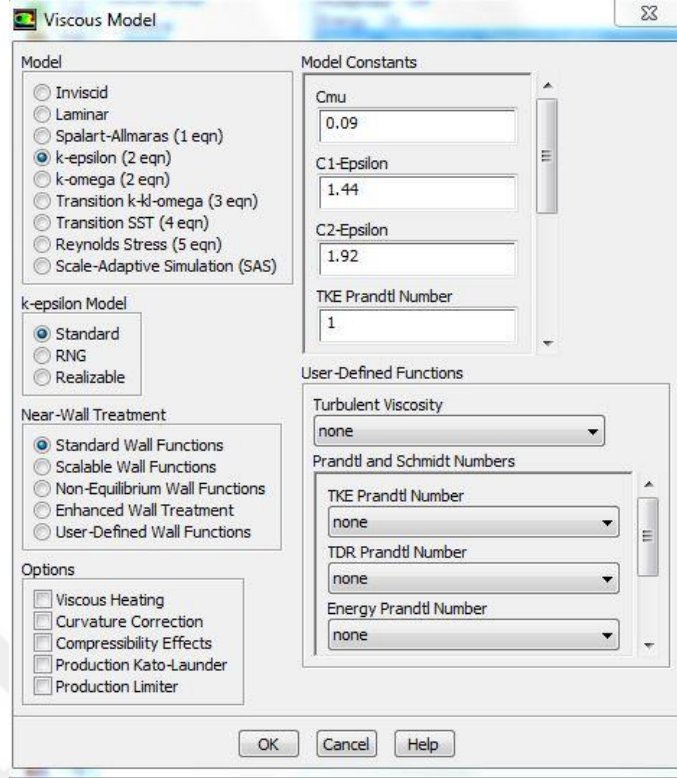 Viscous Model
Model
Inviscid
Laminar
Spalart-Allmaras (1 eqn)
k-epsilon (2 eqn)
k-omega (2 eqn)
Transition k-kl-omega (3 eqn)
Transition SST (4 eqn)
Reynolds Stress (5 eqn)
Scale-Adaptive Simulation (SAS)
k-epsilon Model
Standard
RNG
Realizable
Near-Wall Treatment
Standard Wall Functions
Scalable Wall Functions
Non-Equilibrium Wall Functions
Enhanced Wall Treatment
User-Defined Wall Functions
Options
Viscous Heating
Curvature Correction
Compressibility Effects
Production Kato-Launder
Production Limiter
Model Constants
Cmu
0.09
C1-Epsilon
1.44
C2-Epsilon
1.92
TKE Prandtl Number
1
User-Defined Functions
Turbulent Viscosity
none
Prandtl and Schmidt Numbers
TKE Prandtl Number
none
TDR Prandtl Number
none
Energy Prandtl Number
none
OK
Cancel
Help